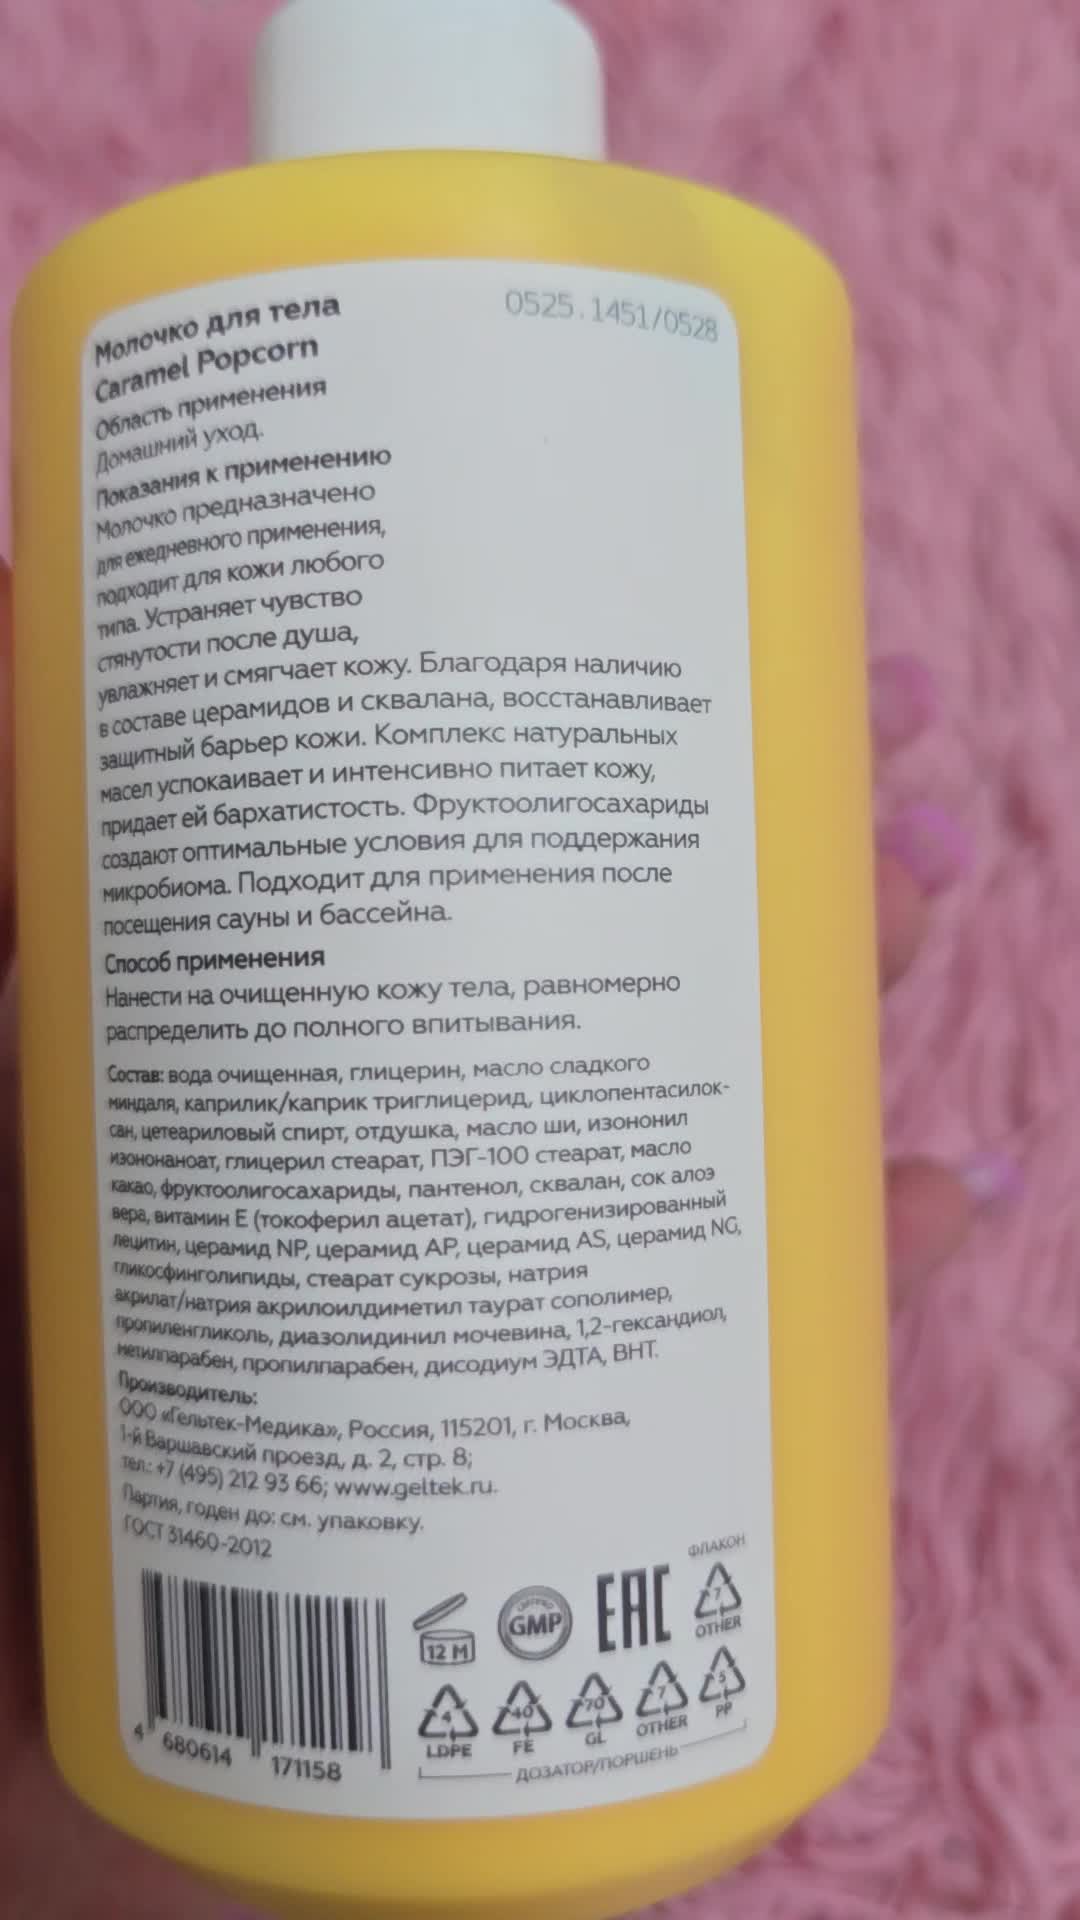 Молочко для тела
Caramel Popcorn
0525.1451/0528
Область применения
Домашний уход.
Показания к применению
Молочко предназначено
для ежедневного применения,
подходит для кожи любого
типа. Устраняет чувство
стянутости после душа,
увлажняет и смягчает кожу. Благодаря наличию
в составе церамидов и сквалана, восстанавливает
защитный барьер кожи. Комплекс натуральных
масел успокаивает и интенсивно питает кожу,
придает ей бархатистость. Фруктоолигосахариды
создают оптимальные условия для поддержания
микробиома. Подходит для применения после
посещения сауны и бассейна.
Способ применения
Нанести на очищенную кожу тела, равномерно
распределить до полного впитывания.
Состав: вода очищенная, глицерин, масло сладкого
миндаля, каприлик/каприк триглицерид, циклопентасилок-
сан, цетеариловый спирт, отдушка, масло ши, изононил
изононаноат, глицерил стеарат, ПЭГ-100 стеарат, масло
какао, фруктоолигосахариды, пантенол, сквалан, сок алоэ
вера, витамин Е (токоферил ацетат), гидрогенизированный
лецитин, церамид NP, церамид AP, церамид AS, церамид NG,
гликосфинголипиды, стеарат сукрозы, натрия
акрилат/натрия акрилоилдиметил таурат сополимер,
пропиленгликоль, диазолидинил мочевина, 1,2-гександиол,
метилпарабен, пропилпарабен, дисодиум ЭДТА, BHT.
Производитель:
ООО «Гельтек-Медика», Россия, 115201, г. Москва,
1-й Варшавский проезд, д. 2, стр. 8;
тел.: +7 (495) 212 93 66; www.geltek.ru.
Партия, годен до: см. упаковку.
ГОСТ 31460-2012
ФЛАКОН
12 M
CERTIFIED
GMP
EAC
7
OTHER
4
LDPE
40
FE
70
GL
7
OTHER
5
PP
ДОЗАТОР/ПОРШЕНЬ
4 680614 171158